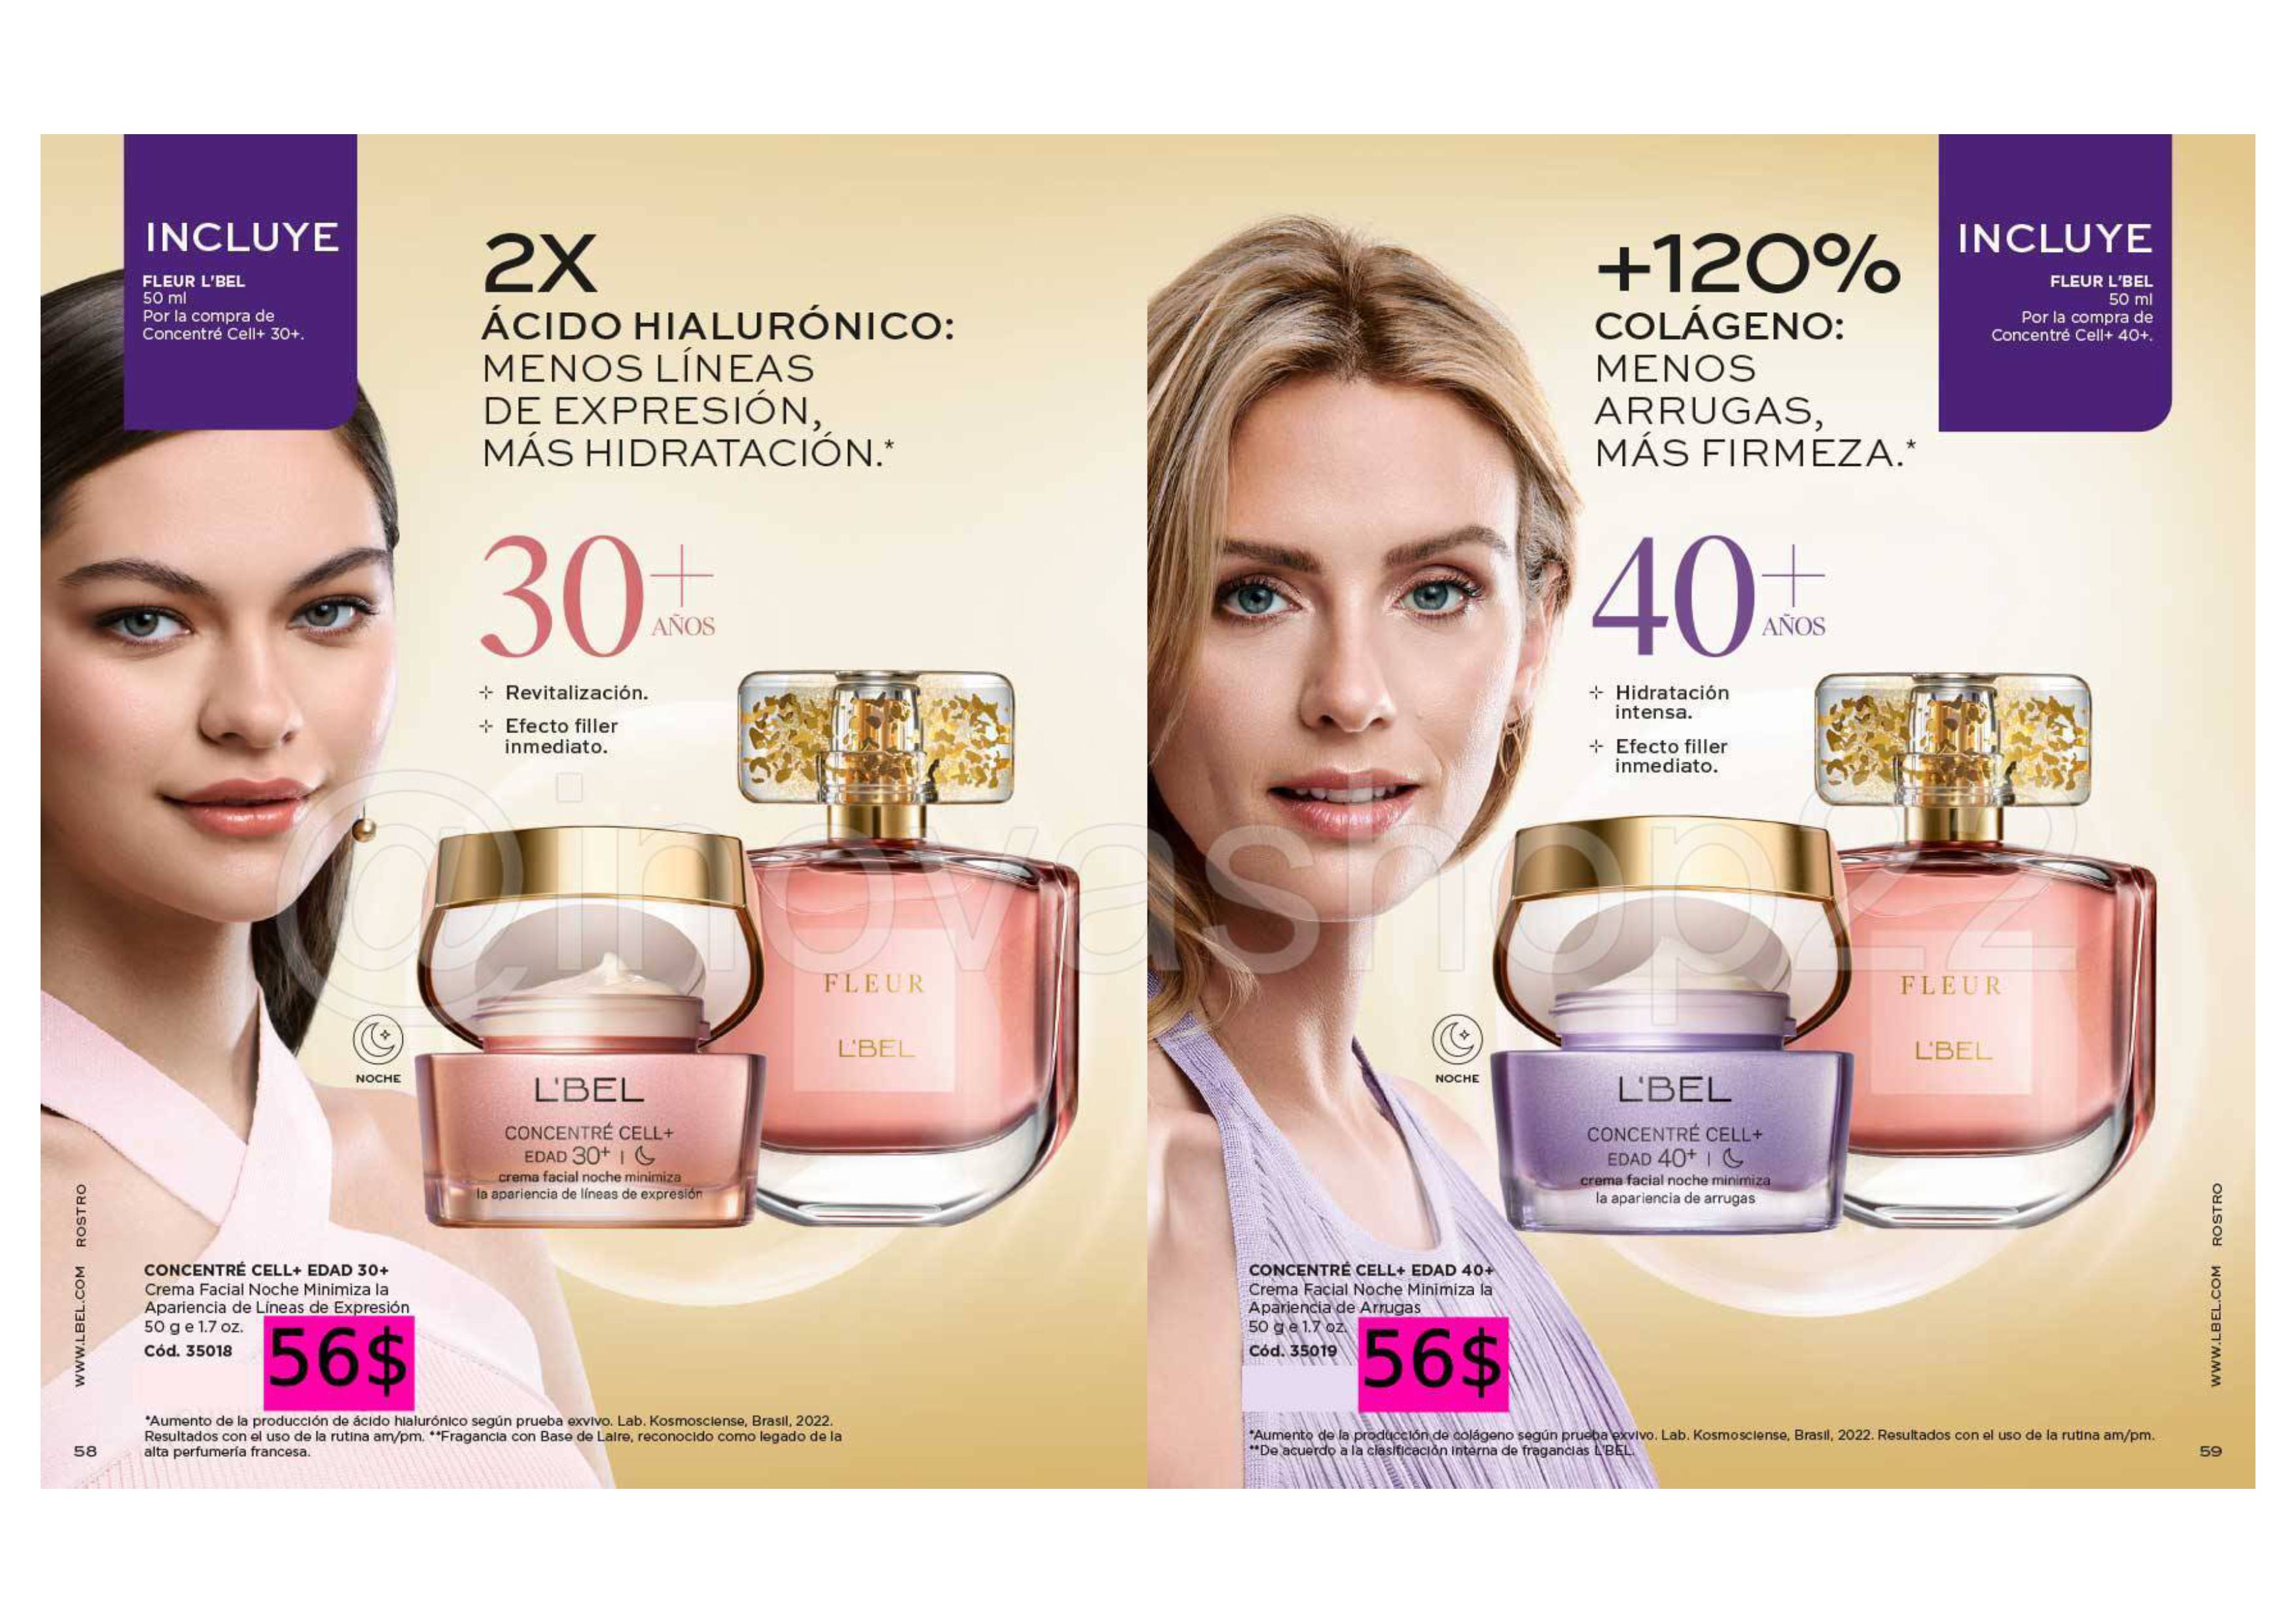 INCLUYE
FLEUR L'BEL
50 ml
Por la compra de
Concentré Cell+ 30+.
2X
ÁCIDO HIALURÓNICO:
MENOS LÍNEAS
DE EXPRESIÓN,
MÁS HIDRATACIÓN.*
30+
AÑOS
Revitalización.
Efecto filler
inmediato.
FLEUR
L'BEL
NOCHE
L'BEL
CONCENTRÉ CELL+
EDAD 30+ |
crema facial noche minimiza
la apariencia de líneas de expresión
CONCENTRÉ CELL+ EDAD 30+
Crema Facial Noche Minimiza la
Apariencia de Líneas de Expresión
50 g e 1.7 oz.
Cód. 35018
56$
*Aumento de la producción de ácido hialurónico según prueba exvivo. Lab. Kosmosciense, Brasil, 2022.
Resultados con el uso de la rutina am/pm. **Fragancia con Base de Laire, reconocido como legado de la
alta perfumería francesa.
WWW.LBEL.COM ROSTRO
58
+120%
COLÁGENO:
MENOS
ARRUGAS,
MÁS FIRMEZA.*
INCLUYE
FLEUR L'BEL
50 ml
Por la compra de
Concentré Cell+ 40+.
40+
AÑOS
Hidratación
intensa.
Efecto filler
inmediato.
FLEUR
L'BEL
NOCHE
L'BEL
CONCENTRÉ CELL+
EDAD 40+ |
crema facial noche minimiza
la apariencia de arrugas
CONCENTRÉ CELL+ EDAD 40+
Crema Facial Noche Minimiza la
Apariencia de Arrugas
50 g e 1.7 oz.
Cód. 35019
56$
*Aumento de la producción de colágeno según prueba exvivo. Lab. Kosmosciense, Brasil, 2022. Resultados con el uso de la rutina am/pm.
**De acuerdo a la clasificación interna de fragancias L'BEL.
WWW.LBEL.COM ROSTRO
59
@inovashop22